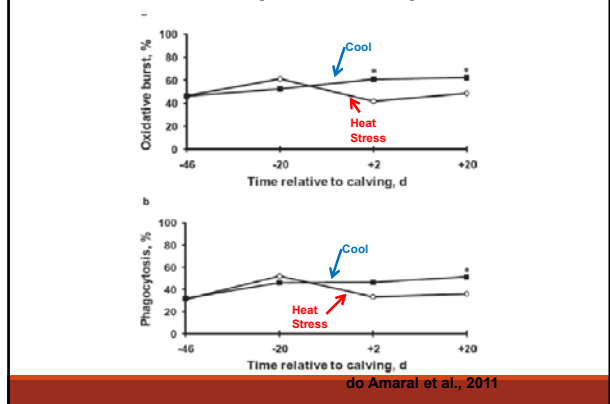 Cool
Oxidative burst, %
100
80
60
40
20
0
*
*
Heat
Stress
-46
-20
+2
+20
Time relative to calving, d
b
Phagocytosis, %
100
80
60
40
20
0
Cool
*
Heat
Stress
-46
-20
+2
+20
Time relative to calving, d
do Amaral et al., 2011